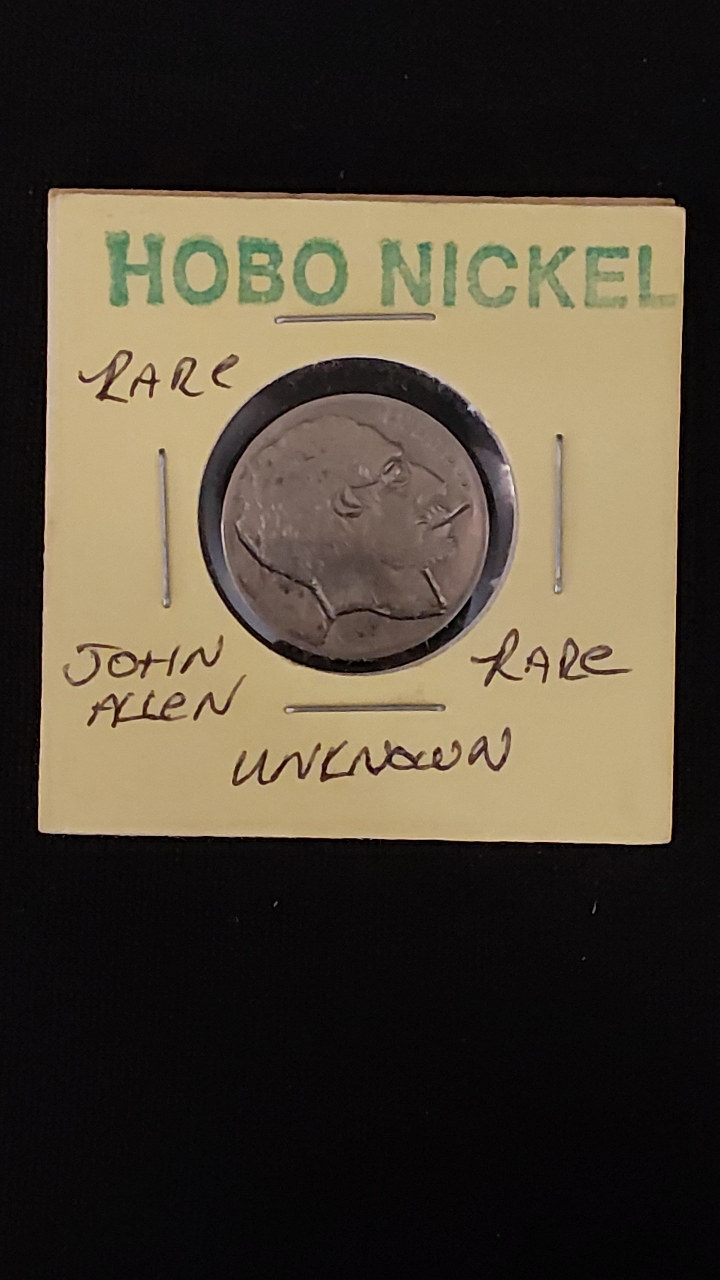 HOBO NICKEL
RARE
JOHN
ALLEN
RARE
UNKNOWN